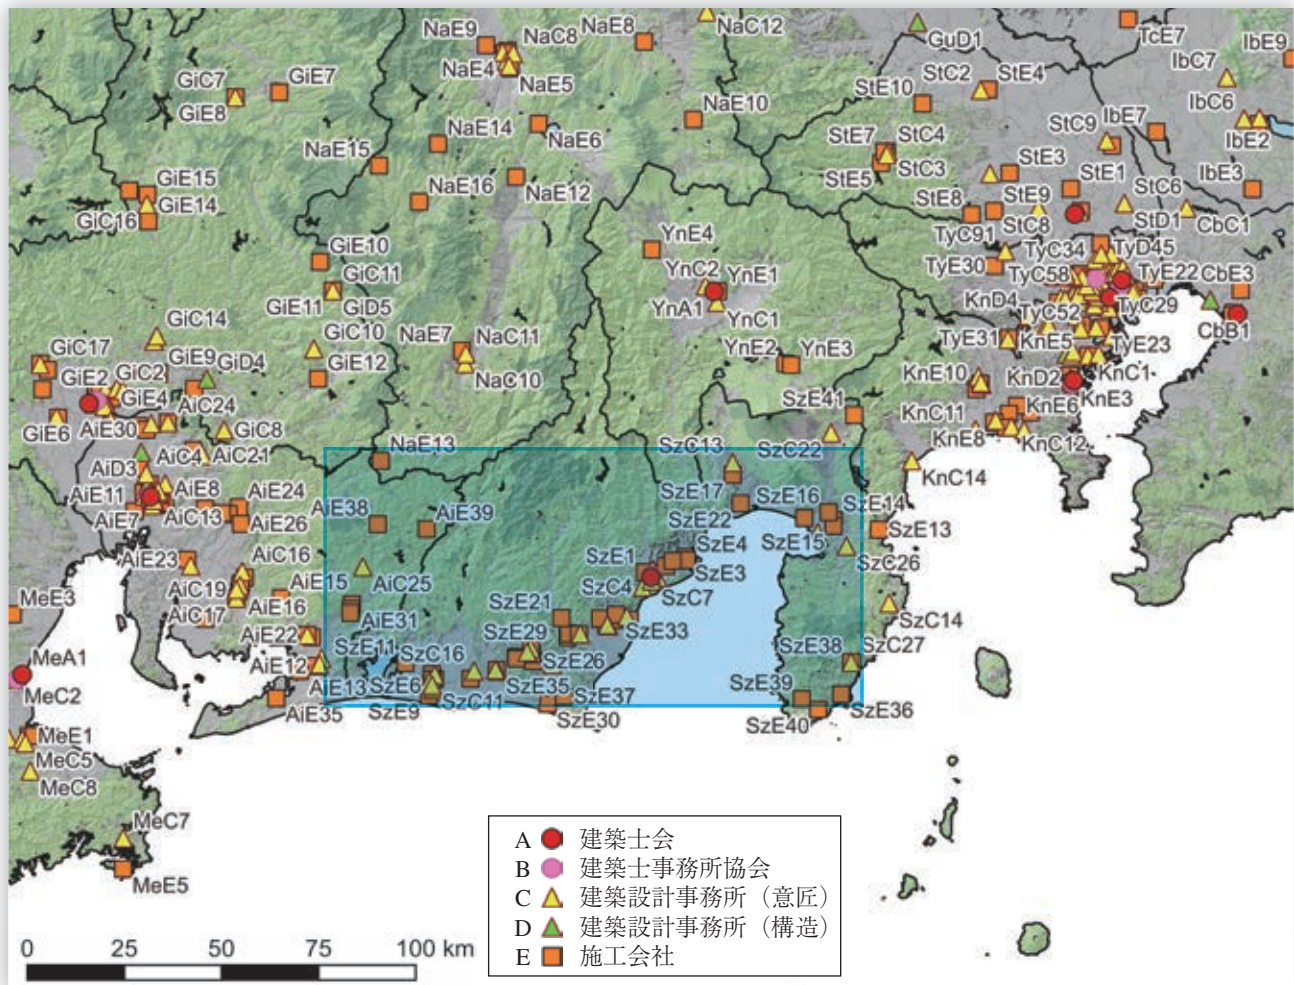 NaE9
NaC8
NaE8
NaC12
GuD1
TcE7
IbE9
IbC7
GiC7
GiE7
NaE4
NaE5
StC2
StE4
StE10
IbC6
GiE8
NaE10
NaE14
NaE6
StE7
StC4
StC9
IbE7
IbE2
NaE15
StC3
StE3
StE1
IbE3
GiE15
StE5
GiE14
NaE16
NaE12
StE8
StE9
StC6
GiC16
StC8
StD1
CbC1
TyC91
TyC34
TyD45
GiE10
YnE4
TyE30
TyC58
TyE22
CbE3
GiC11
YnC2
YnE1
GiE11
GiD5
YnA1
YnC1
KnD4
TyC52
TyC29
CbB1
GiC14
GiC10
NaE7
NaC11
TyE31
KnE5
TyE23
GiC17
GiE9
GiD4
GiE12
YnE2
YnE3
GiE2
GiC2
NaC10
KnE10
KnD2
KnC1
GiE4
AiC24
SzE41
KnE3
GiE6
AiE30
GiC8
KnC11
KnE6
NaE13
SzC13
SzC22
KnE8
KnC12
AiD3
AiC4
AiC21
KnC14
AiE11
AiE8
AiE24
SzE17
SzE16
SzE14
AiE7
AiC13
AiE26
AiE38
AiE39
SzE22
SzE15
SzE13
AiE23
AiC16
SzE1
SzE4
SzC26
AiC19
AiE15
AiC25
SzC4
SzE3
MeE3
AiC17
AiE16
AiE31
SzE21
SzC7
SzC14
AiE22
SzE29
SzE33
MeA1
AiE12
SzE11
SzC16
SzE26
SzE38
SzC27
MeC2
AiE13
SzE6
SzE35
SzE37
SzE39
AiE35
SzE9
SzC11
SzE30
SzE40
SzE36
MeE1
MeC5
MeC8
MeC7
MeE5
A 建築士会
B 建築士事務所協会
C 建築設計事務所（意匠）
D 建築設計事務所（構造）
E 施工会社
0 25 50 75 100 km